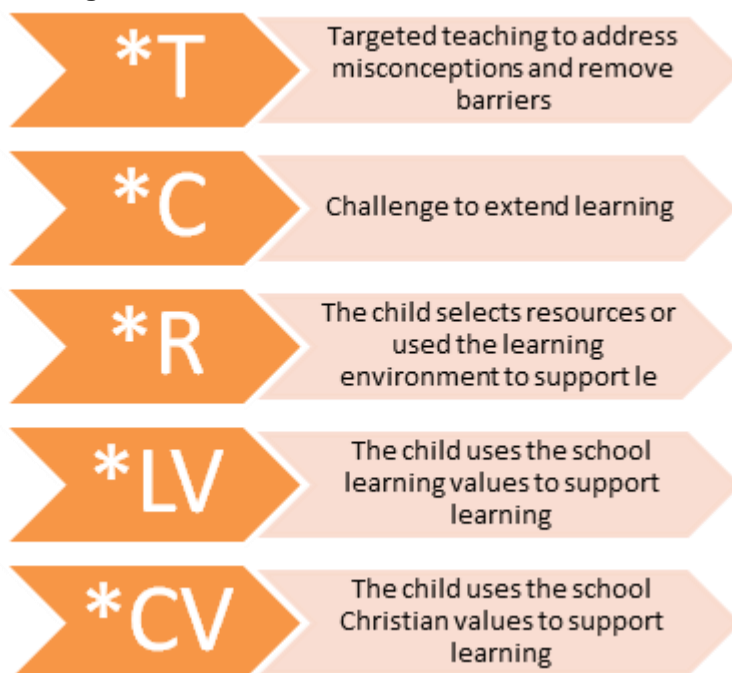 *T
Targeted teaching to address
misconceptions and remove
barriers
*C
Challenge to extend learning
*R
The child selects resources or
used the learning
environment to support le
*LV
The child uses the school
learning values to support
learning
*CV
The child uses the school
Christian values to support
learning